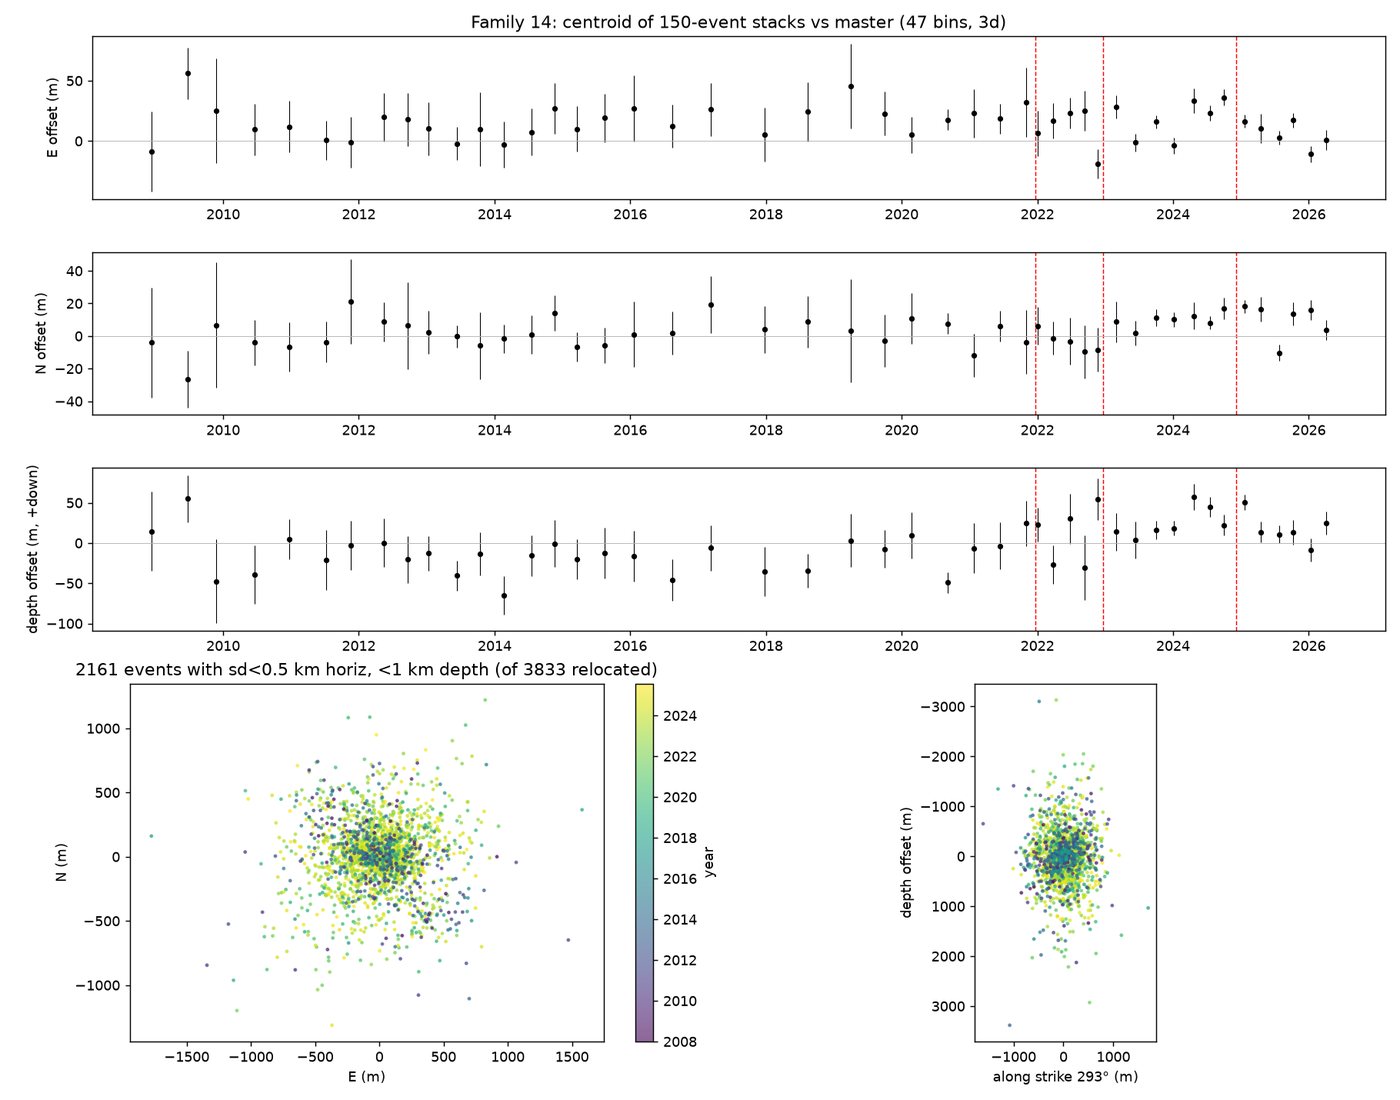 Family 14: centroid of 150-event stacks vs master (47 bins, 3d)
E offset (m)
50
0
2010 2012 2014 2016 2018 2020 2022 2024 2026
N offset (m)
40
20
0
−20
−40
2010 2012 2014 2016 2018 2020 2022 2024 2026
depth offset (m, +down)
50
0
−50
−100
2010 2012 2014 2016 2018 2020 2022 2024 2026
2161 events with sd<0.5 km horiz, <1 km depth (of 3833 relocated)
N (m)
1000
500
0
−500
−1000
−1500 −1000 −500 0 500 1000 1500
E (m)
2024
2022
2020
2018
2016
2014
2012
2010
2008
year
depth offset (m)
−3000
−2000
−1000
0
1000
2000
3000
−1000 0 1000
along strike 293° (m)